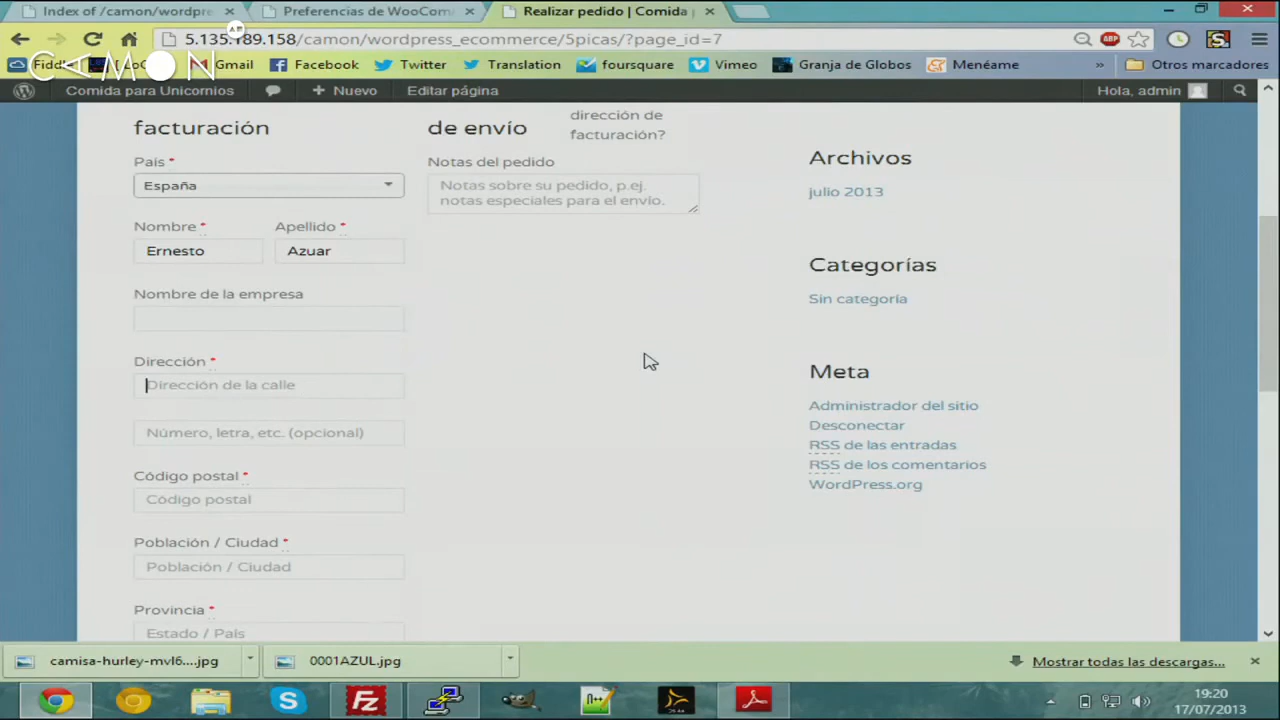 Index of /camon/wordpre
Preferencias de WooCom
Realizar pedido | Comida
5.135.189.158/camon/wordpress_ecommerce/5picas/?page_id=7
CAMON
Gmail
Facebook
Twitter
Translation
foursquare
Vimeo
Granja de Globos
Menéame
»
Otros marcadores
Comida para Unicornios
+ Nuevo
Editar página
Hola, admin
facturación
de envío
dirección de
facturación?
País *
España
Notas del pedido
Notas sobre su pedido, p.ej.
notas especiales para el envío.
Nombre *
Apellido *
Ernesto
Azuar
Nombre de la empresa
Dirección *
Dirección de la calle
Número, letra, etc. (opcional)
Código postal *
Código postal
Población / Ciudad *
Población / Ciudad
Provincia *
Estado / País
Archivos
julio 2013
Categorías
Sin categoría
Meta
Administrador del sitio
Desconectar
RSS de las entradas
RSS de los comentarios
WordPress.org
camisa-hurley-mvl6....jpg
0001AZUL.jpg
Mostrar todas las descargas...
19:20
17/07/2013